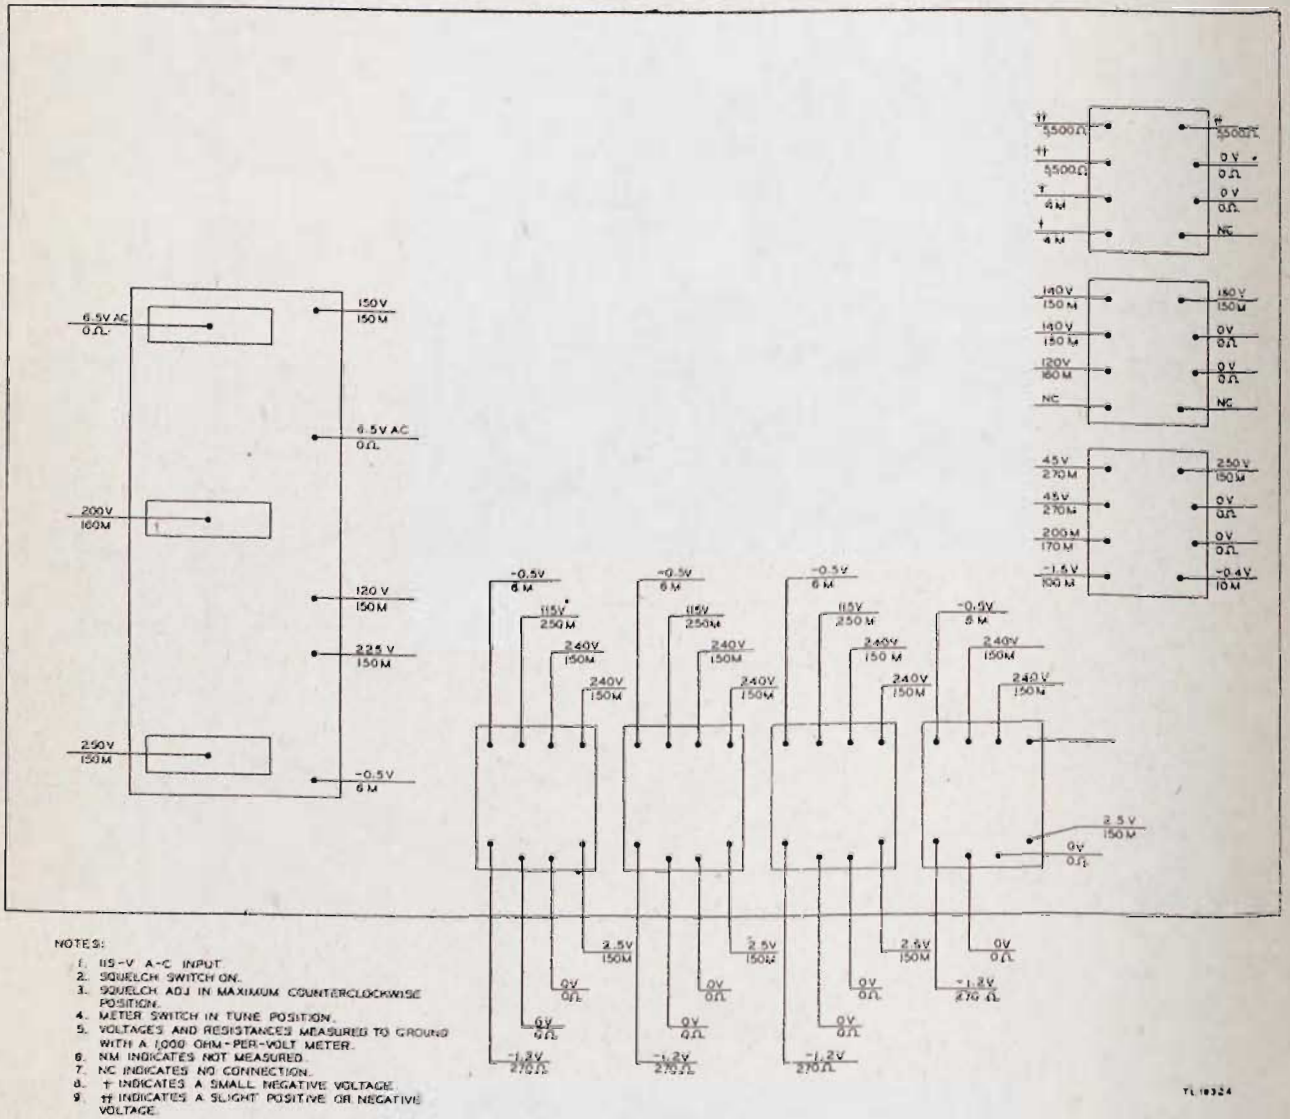 ††
5500Ω
††
5500Ω
††
5500Ω
0V
0Ω
†
4M
0V
0Ω
†
4M
NC
140V
150M
180V
150M
140V
150M
0V
0Ω
120V
160M
0V
0Ω
NC
NC
45V
270M
250V
150M
45V
270M
0V
0Ω
200M
170M
0V
0Ω
-1.5V
100M
-0.4V
10M
6.5V AC
0Ω
150V
150M
6.5V AC
0Ω
200V
160M
120V
150M
225V
150M
250V
150M
-0.5V
6M
-0.5V
6M
115V
250M
240V
150M
240V
150M
-0.5V
6M
115V
250M
240V
150M
240V
150M
-0.5V
6M
115V
250M
240V
150M
240V
150M
-0.5V
240V
150M
240V
150M
2.5V
150M
0V
0Ω
2.5V
150M
0V
0Ω
0V
0Ω
-1.2V
270Ω
2.5V
150M
0V
0Ω
0V
0Ω
-1.2V
270Ω
2.5V
150M
0V
0Ω
0V
0Ω
-1.2V
270Ω
0V
0Ω
-1.2V
270Ω
NOTES:
1. 115-V A-C INPUT
2. SQUELCH SWITCH ON.
3. SQUELCH ADJ IN MAXIMUM COUNTERCLOCKWISE
POSITION.
4. METER SWITCH IN TUNE POSITION.
5. VOLTAGES AND RESISTANCES MEASURED TO GROUND
WITH A 1,000 OHM-PER-VOLT METER.
6. NM INDICATES NOT MEASURED.
7. NC INDICATES NO CONNECTION.
8. † INDICATES A SMALL NEGATIVE VOLTAGE.
9. †† INDICATES A SLIGHT POSITIVE OR NEGATIVE
VOLTAGE.
TL 18324